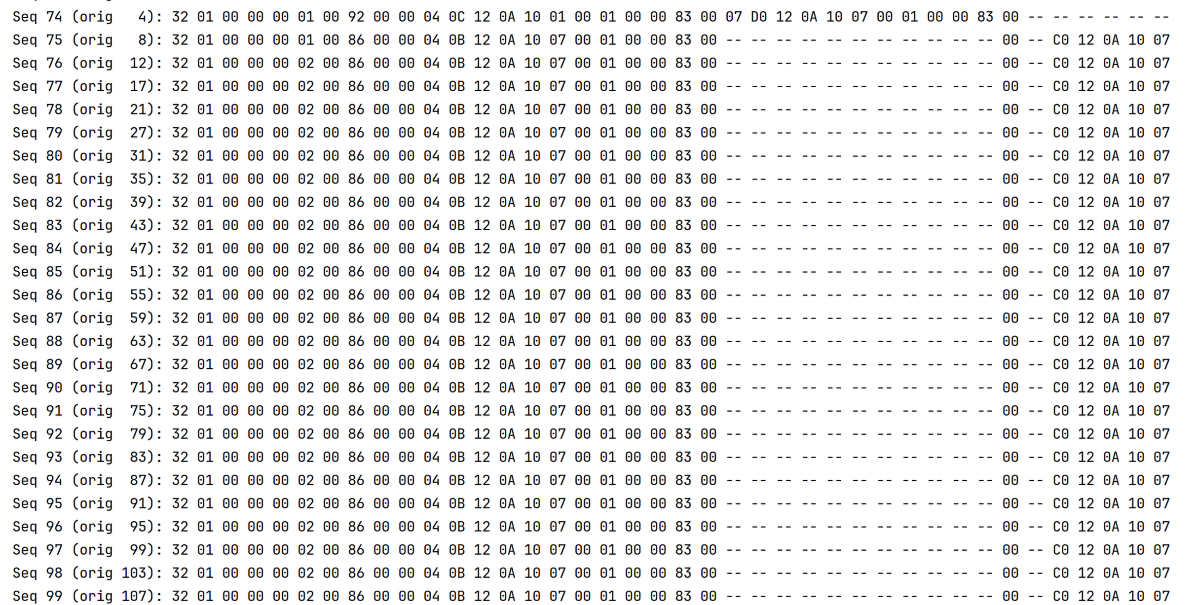 Seq 74 (orig   4): 32 01 00 00 00 01 00 92 00 00 04 0C 12 0A 10 01 00 01 00 00 83 00 07 D0 12 0A 10 07 00 01 00 00 83 00 -- -- -- -- -- --
Seq 75 (orig   8): 32 01 00 00 00 01 00 86 00 00 04 0B 12 0A 10 07 00 01 00 00 83 00 -- -- -- -- -- -- -- -- -- -- -- 00 -- C0 12 0A 10 07
Seq 76 (orig  12): 32 01 00 00 00 02 00 86 00 00 04 0B 12 0A 10 07 00 01 00 00 83 00 -- -- -- -- -- -- -- -- -- -- -- 00 -- C0 12 0A 10 07
Seq 77 (orig  17): 32 01 00 00 00 02 00 86 00 00 04 0B 12 0A 10 07 00 01 00 00 83 00 -- -- -- -- -- -- -- -- -- -- -- 00 -- C0 12 0A 10 07
Seq 78 (orig  21): 32 01 00 00 00 02 00 86 00 00 04 0B 12 0A 10 07 00 01 00 00 83 00 -- -- -- -- -- -- -- -- -- -- -- 00 -- C0 12 0A 10 07
Seq 79 (orig  27): 32 01 00 00 00 02 00 86 00 00 04 0B 12 0A 10 07 00 01 00 00 83 00 -- -- -- -- -- -- -- -- -- -- -- 00 -- C0 12 0A 10 07
Seq 80 (orig  31): 32 01 00 00 00 02 00 86 00 00 04 0B 12 0A 10 07 00 01 00 00 83 00 -- -- -- -- -- -- -- -- -- -- -- 00 -- C0 12 0A 10 07
Seq 81 (orig  35): 32 01 00 00 00 02 00 86 00 00 04 0B 12 0A 10 07 00 01 00 00 83 00 -- -- -- -- -- -- -- -- -- -- -- 00 -- C0 12 0A 10 07
Seq 82 (orig  39): 32 01 00 00 00 02 00 86 00 00 04 0B 12 0A 10 07 00 01 00 00 83 00 -- -- -- -- -- -- -- -- -- -- -- 00 -- C0 12 0A 10 07
Seq 83 (orig  43): 32 01 00 00 00 02 00 86 00 00 04 0B 12 0A 10 07 00 01 00 00 83 00 -- -- -- -- -- -- -- -- -- -- -- 00 -- C0 12 0A 10 07
Seq 84 (orig  47): 32 01 00 00 00 02 00 86 00 00 04 0B 12 0A 10 07 00 01 00 00 83 00 -- -- -- -- -- -- -- -- -- -- -- 00 -- C0 12 0A 10 07
Seq 85 (orig  51): 32 01 00 00 00 02 00 86 00 00 04 0B 12 0A 10 07 00 01 00 00 83 00 -- -- -- -- -- -- -- -- -- -- -- 00 -- C0 12 0A 10 07
Seq 86 (orig  55): 32 01 00 00 00 02 00 86 00 00 04 0B 12 0A 10 07 00 01 00 00 83 00 -- -- -- -- -- -- -- -- -- -- -- 00 -- C0 12 0A 10 07
Seq 87 (orig  59): 32 01 00 00 00 02 00 86 00 00 04 0B 12 0A 10 07 00 01 00 00 83 00 -- -- -- -- -- -- -- -- -- -- -- 00 -- C0 12 0A 10 07
Seq 88 (orig  63): 32 01 00 00 00 02 00 86 00 00 04 0B 12 0A 10 07 00 01 00 00 83 00 -- -- -- -- -- -- -- -- -- -- -- 00 -- C0 12 0A 10 07
Seq 89 (orig  67): 32 01 00 00 00 02 00 86 00 00 04 0B 12 0A 10 07 00 01 00 00 83 00 -- -- -- -- -- -- -- -- -- -- -- 00 -- C0 12 0A 10 07
Seq 90 (orig  71): 32 01 00 00 00 02 00 86 00 00 04 0B 12 0A 10 07 00 01 00 00 83 00 -- -- -- -- -- -- -- -- -- -- -- 00 -- C0 12 0A 10 07
Seq 91 (orig  75): 32 01 00 00 00 02 00 86 00 00 04 0B 12 0A 10 07 00 01 00 00 83 00 -- -- -- -- -- -- -- -- -- -- -- 00 -- C0 12 0A 10 07
Seq 92 (orig  79): 32 01 00 00 00 02 00 86 00 00 04 0B 12 0A 10 07 00 01 00 00 83 00 -- -- -- -- -- -- -- -- -- -- -- 00 -- C0 12 0A 10 07
Seq 93 (orig  83): 32 01 00 00 00 02 00 86 00 00 04 0B 12 0A 10 07 00 01 00 00 83 00 -- -- -- -- -- -- -- -- -- -- -- 00 -- C0 12 0A 10 07
Seq 94 (orig  87): 32 01 00 00 00 02 00 86 00 00 04 0B 12 0A 10 07 00 01 00 00 83 00 -- -- -- -- -- -- -- -- -- -- -- 00 -- C0 12 0A 10 07
Seq 95 (orig  91): 32 01 00 00 00 02 00 86 00 00 04 0B 12 0A 10 07 00 01 00 00 83 00 -- -- -- -- -- -- -- -- -- -- -- 00 -- C0 12 0A 10 07
Seq 96 (orig  95): 32 01 00 00 00 02 00 86 00 00 04 0B 12 0A 10 07 00 01 00 00 83 00 -- -- -- -- -- -- -- -- -- -- -- 00 -- C0 12 0A 10 07
Seq 97 (orig  99): 32 01 00 00 00 02 00 86 00 00 04 0B 12 0A 10 07 00 01 00 00 83 00 -- -- -- -- -- -- -- -- -- -- -- 00 -- C0 12 0A 10 07
Seq 98 (orig 103): 32 01 00 00 00 02 00 86 00 00 04 0B 12 0A 10 07 00 01 00 00 83 00 -- -- -- -- -- -- -- -- -- -- -- 00 -- C0 12 0A 10 07
Seq 99 (orig 107): 32 01 00 00 00 02 00 86 00 00 04 0B 12 0A 10 07 00 01 00 00 83 00 -- -- -- -- -- -- -- -- -- -- -- 00 -- C0 12 0A 10 07